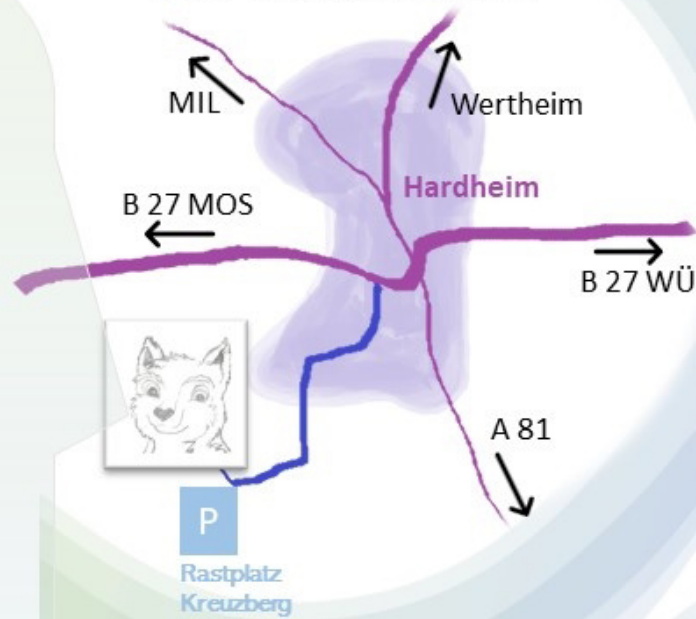 MIL
Wertheim
Hardheim
B 27 MOS
B 27 WÜ
A 81
P
Rastplatz
Kreuzberg